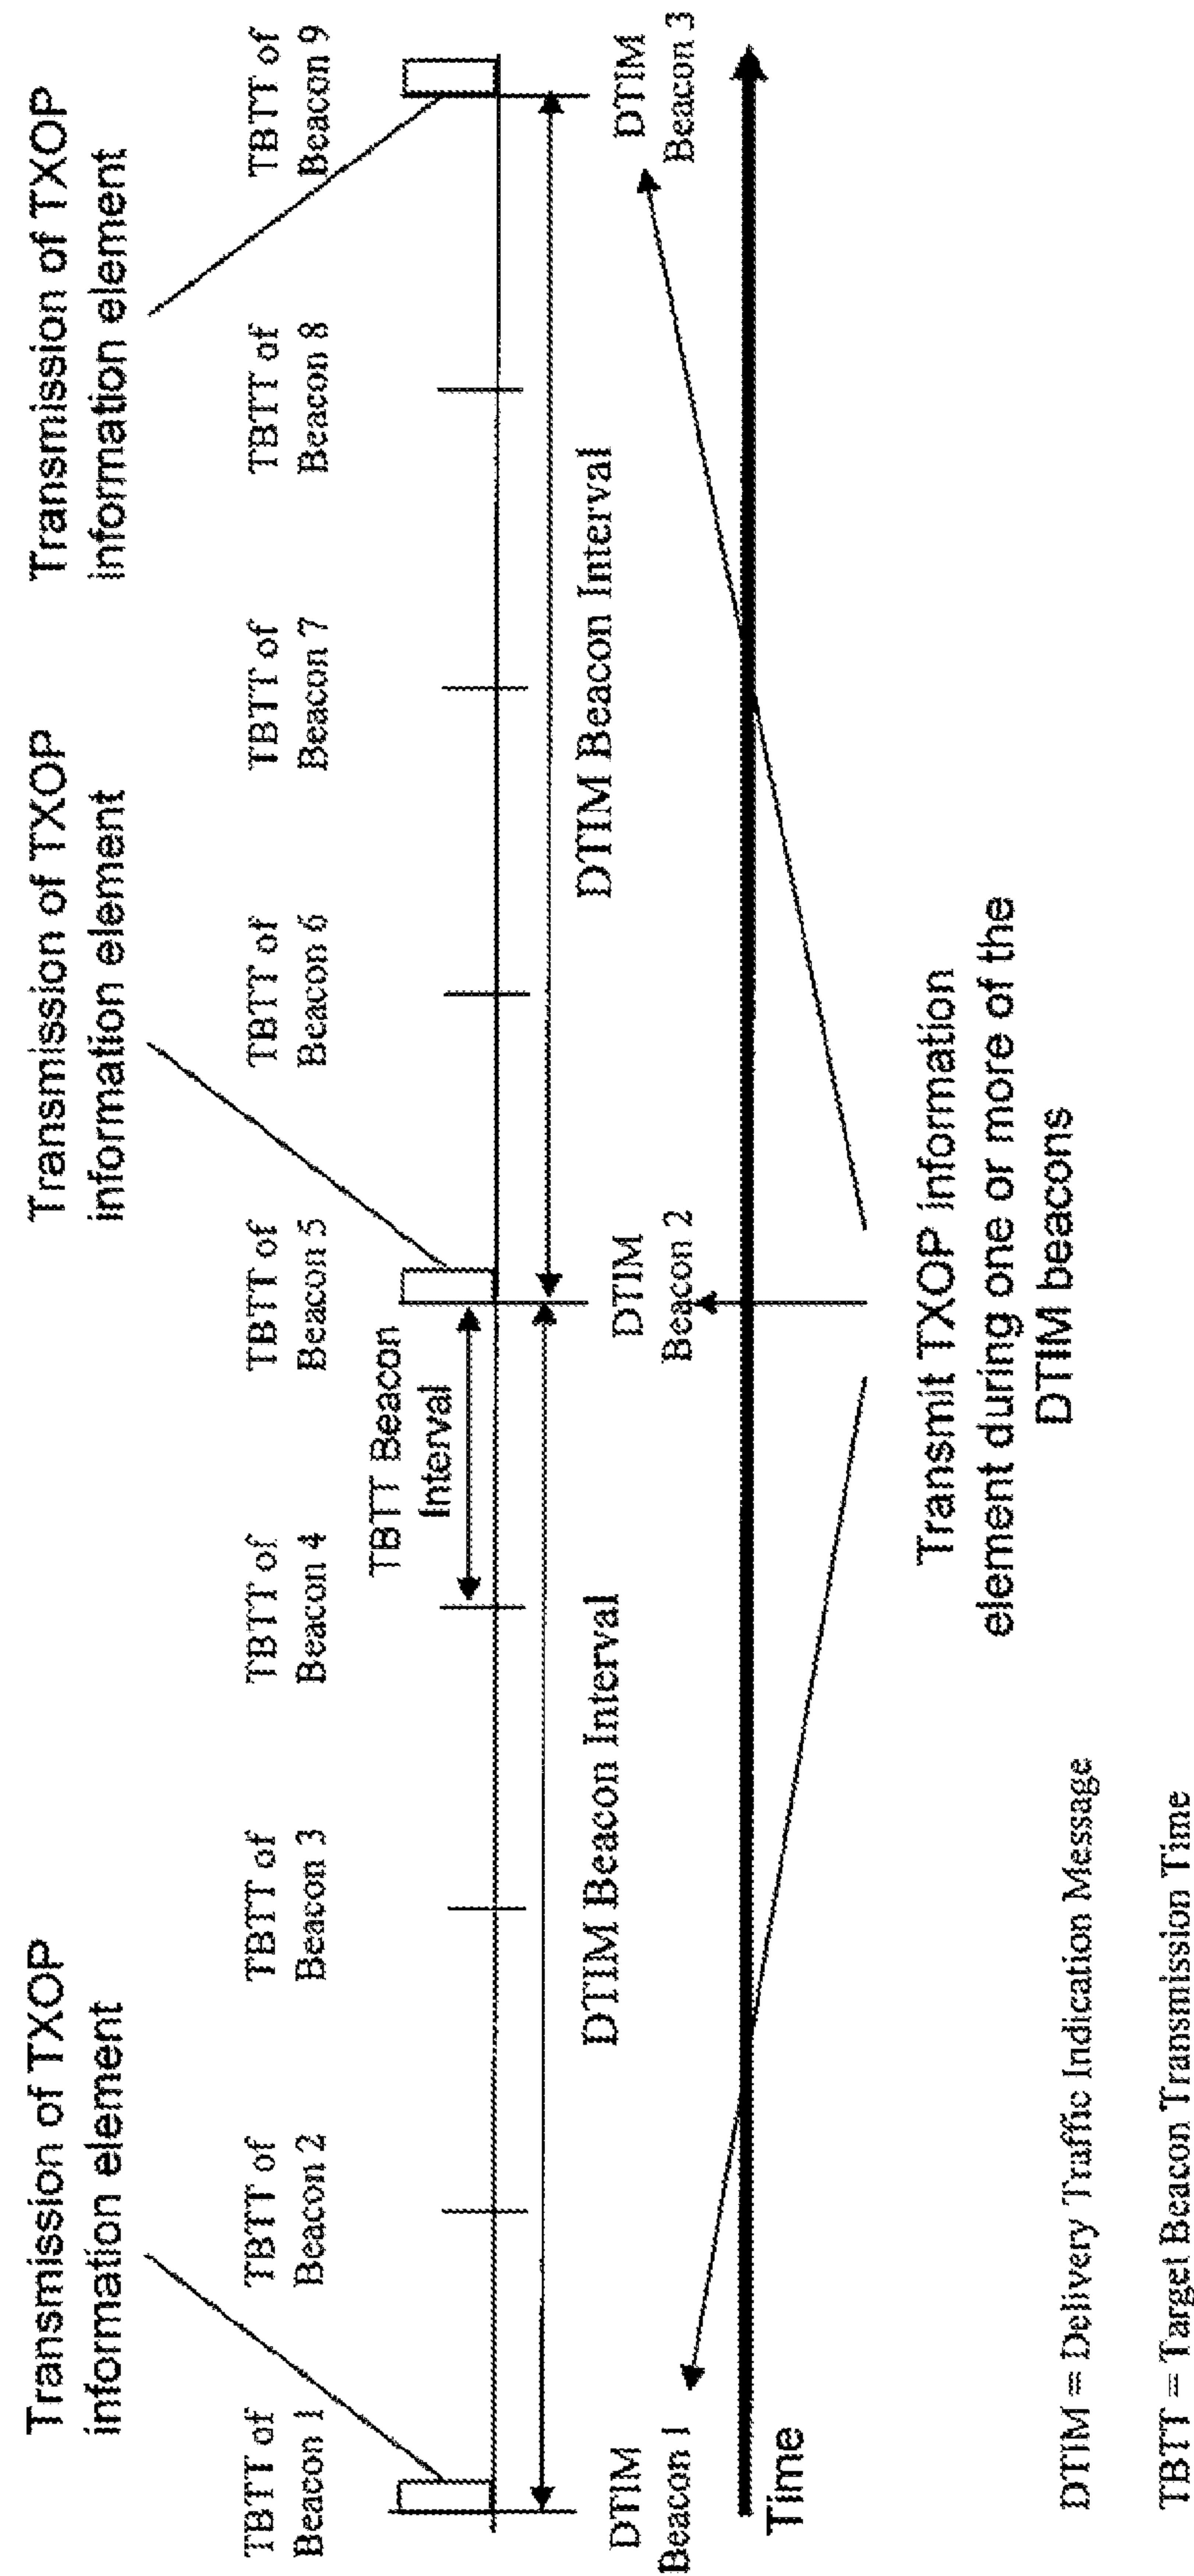 Transmission of TXOP
information element
Transmission of TXOP
information element
Transmission of TXOP
information element
TBTT of
Beacon 1
TBTT of
Beacon 2
TBTT of
Beacon 3
TBTT of
Beacon 4
TBTT of
Beacon 5
TBTT of
Beacon 6
TBTT of
Beacon 7
TBTT of
Beacon 8
TBTT of
Beacon 9
TBTT Beacon
Interval
DTIM Beacon Interval
DTIM Beacon Interval
DTIM
Beacon 1
DTIM
Beacon 2
DTIM
Beacon 3
Time
Transmit TXOP information
element during one or more of the
DTIM beacons
DTIM = Delivery Traffic Indication Message
TBTT = Target Beacon Transmission Time